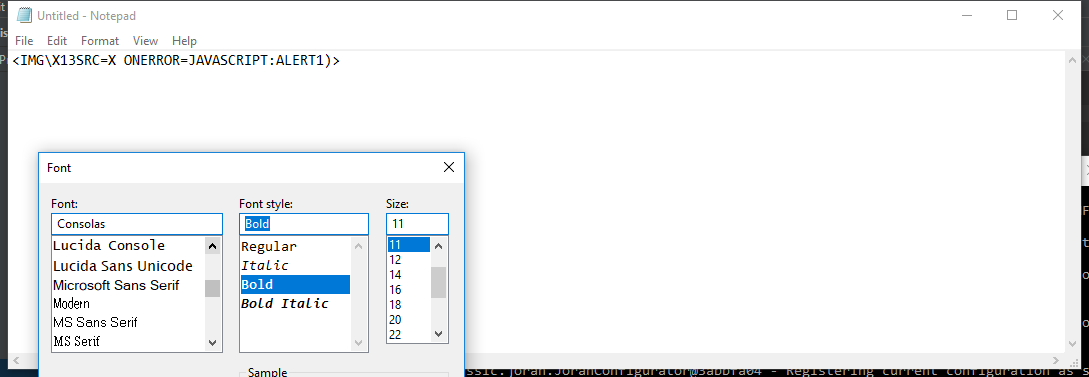 Untitled - Notepad
File Edit Format View Help
<IMG\X13SRC=X ONERROR=JAVASCRIPT:ALERT1)>
Font
Font: Font style: Size:
Consolas Bold 11
Lucida Console Regular 11
Lucida Sans Unicode Italic 12
Microsoft Sans Serif Bold 14
Modern Bold Italic 16
MS Sans Serif 18
MS Serif 20
22
Sample
ssic.joran.JoranConfigurator@3abbfa04 - Registering current configuration as s